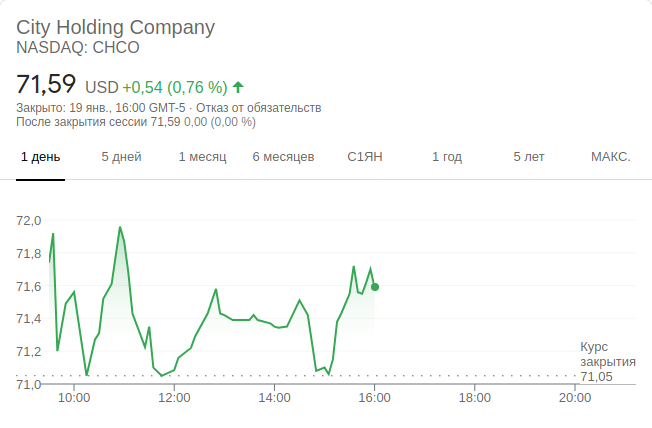 City Holding Company
NASDAQ: CHCO
71,59 USD +0,54 (0,76 %)
Закрыто: 19 янв., 16:00 GMT-5 · Отказ от обязательств
После закрытия сессии 71,59 0,00 (0,00 %)
1 день 5 дней 1 месяц 6 месяцев С1ЯН 1 год 5 лет МАКС.
72,0
71,8
71,6
71,4
71,2
71,0
Курс
закрытия
71,05
10:00 12:00 14:00 16:00 18:00 20:00